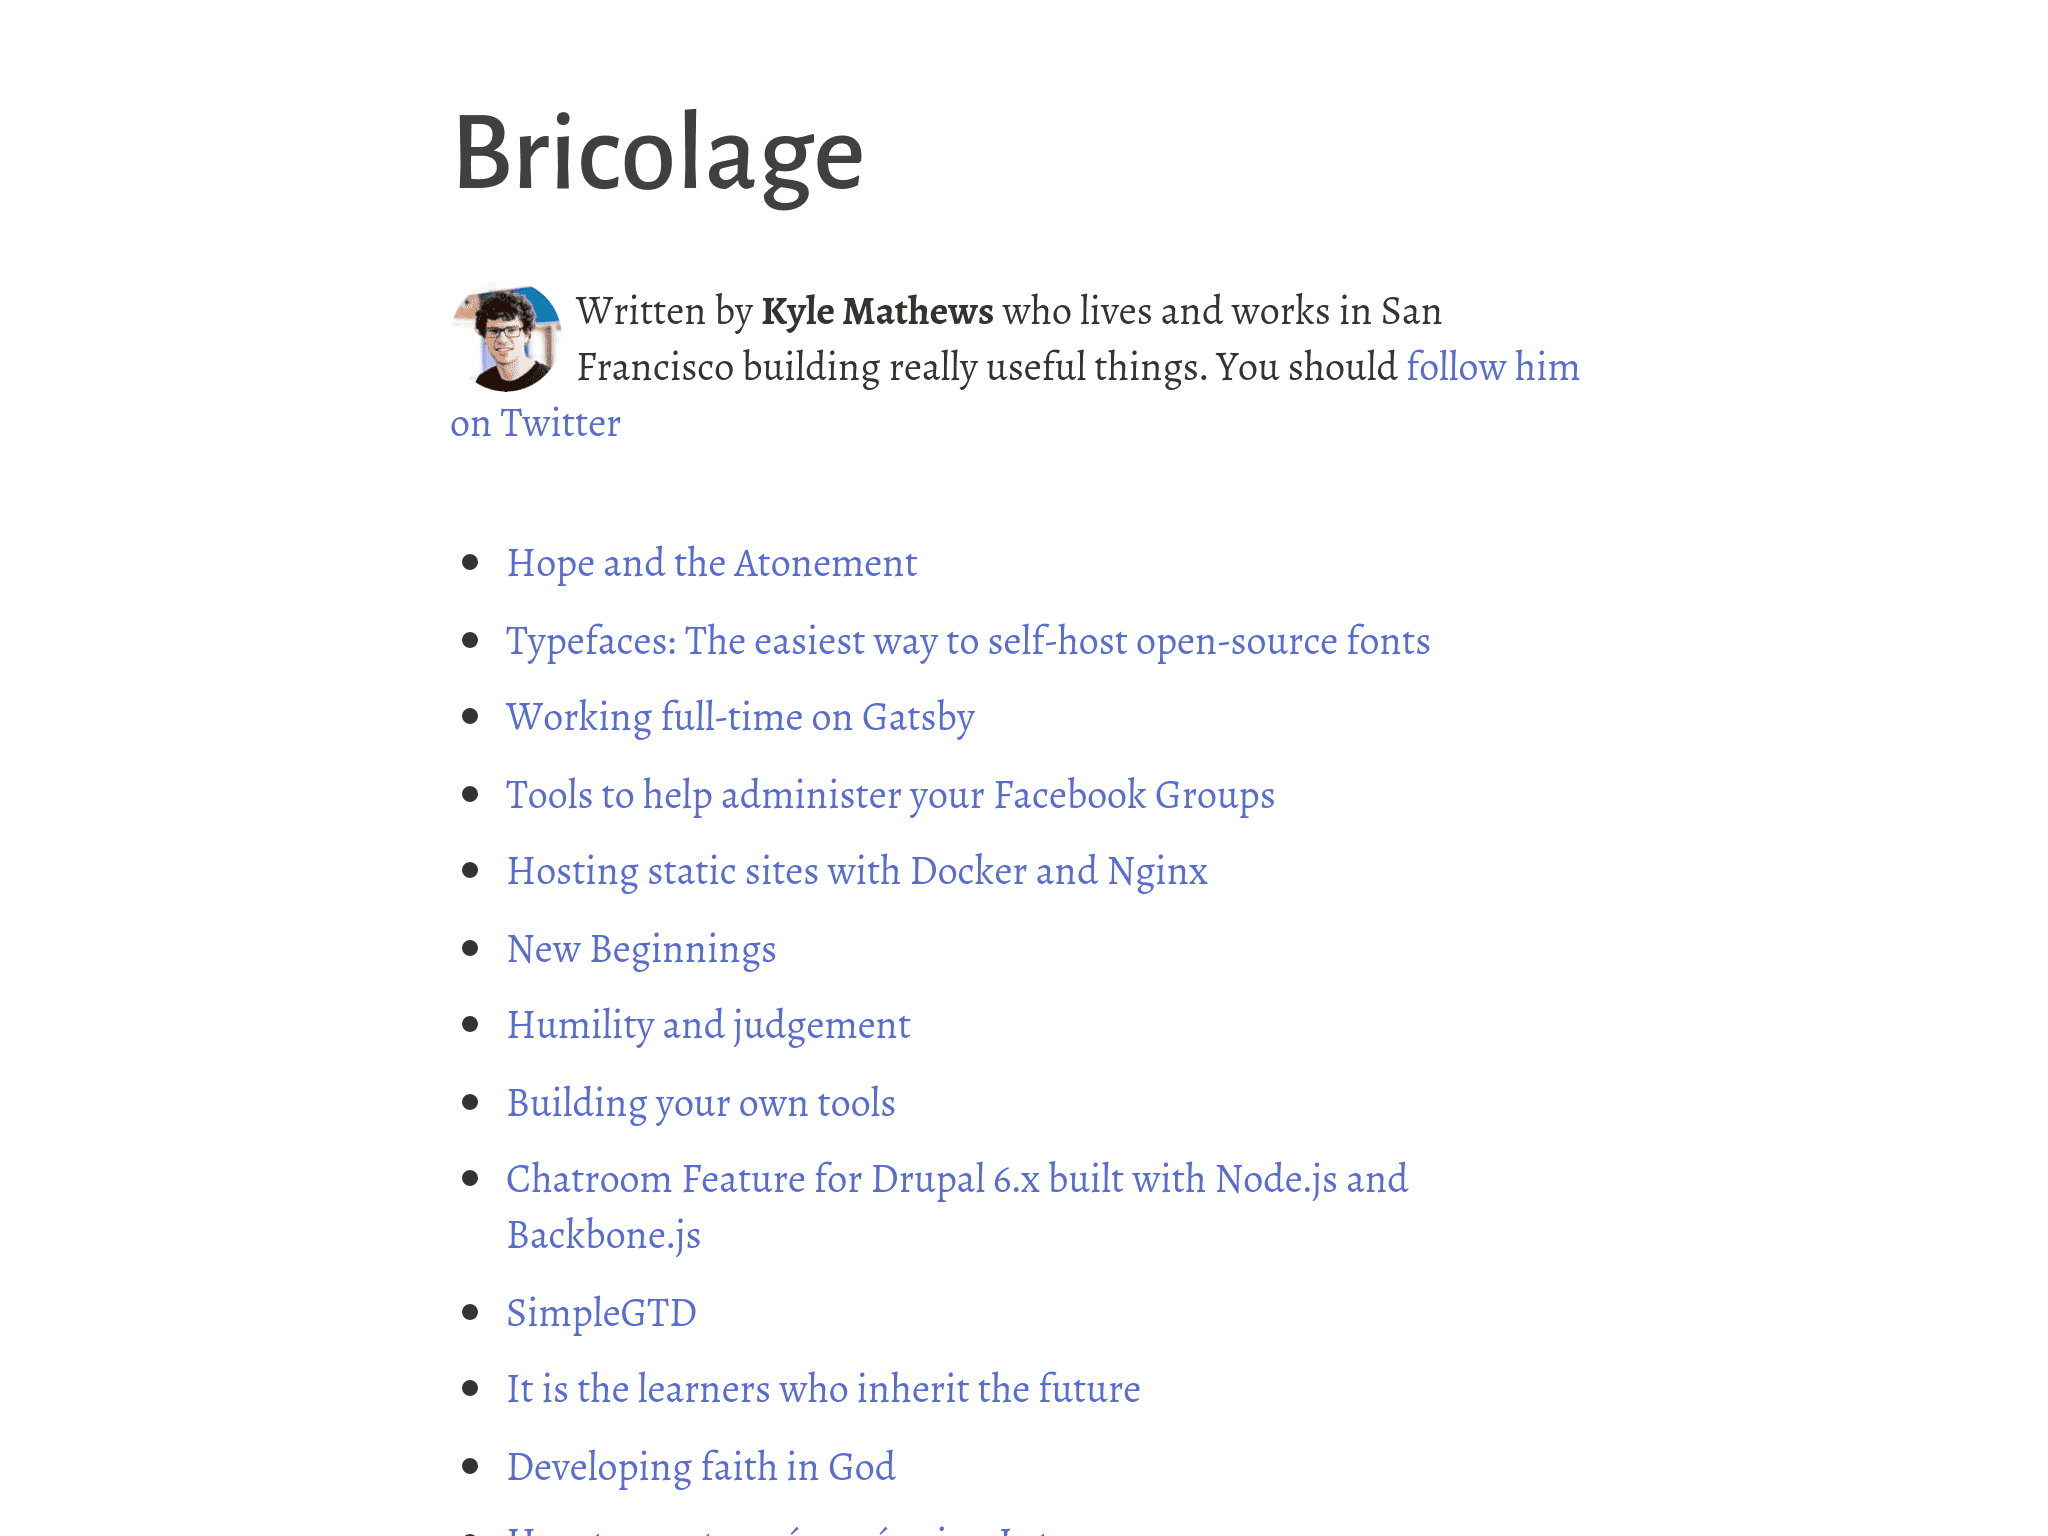 Bricolage
Written by Kyle Mathews who lives and works in San
Francisco building really useful things. You should follow him
on Twitter
Hope and the Atonement
Typefaces: The easiest way to self-host open-source fonts
Working full-time on Gatsby
Tools to help administer your Facebook Groups
Hosting static sites with Docker and Nginx
New Beginnings
Humility and judgement
Building your own tools
Chatroom Feature for Drupal 6.x built with Node.js and
Backbone.js
SimpleGTD
It is the learners who inherit the future
Developing faith in God